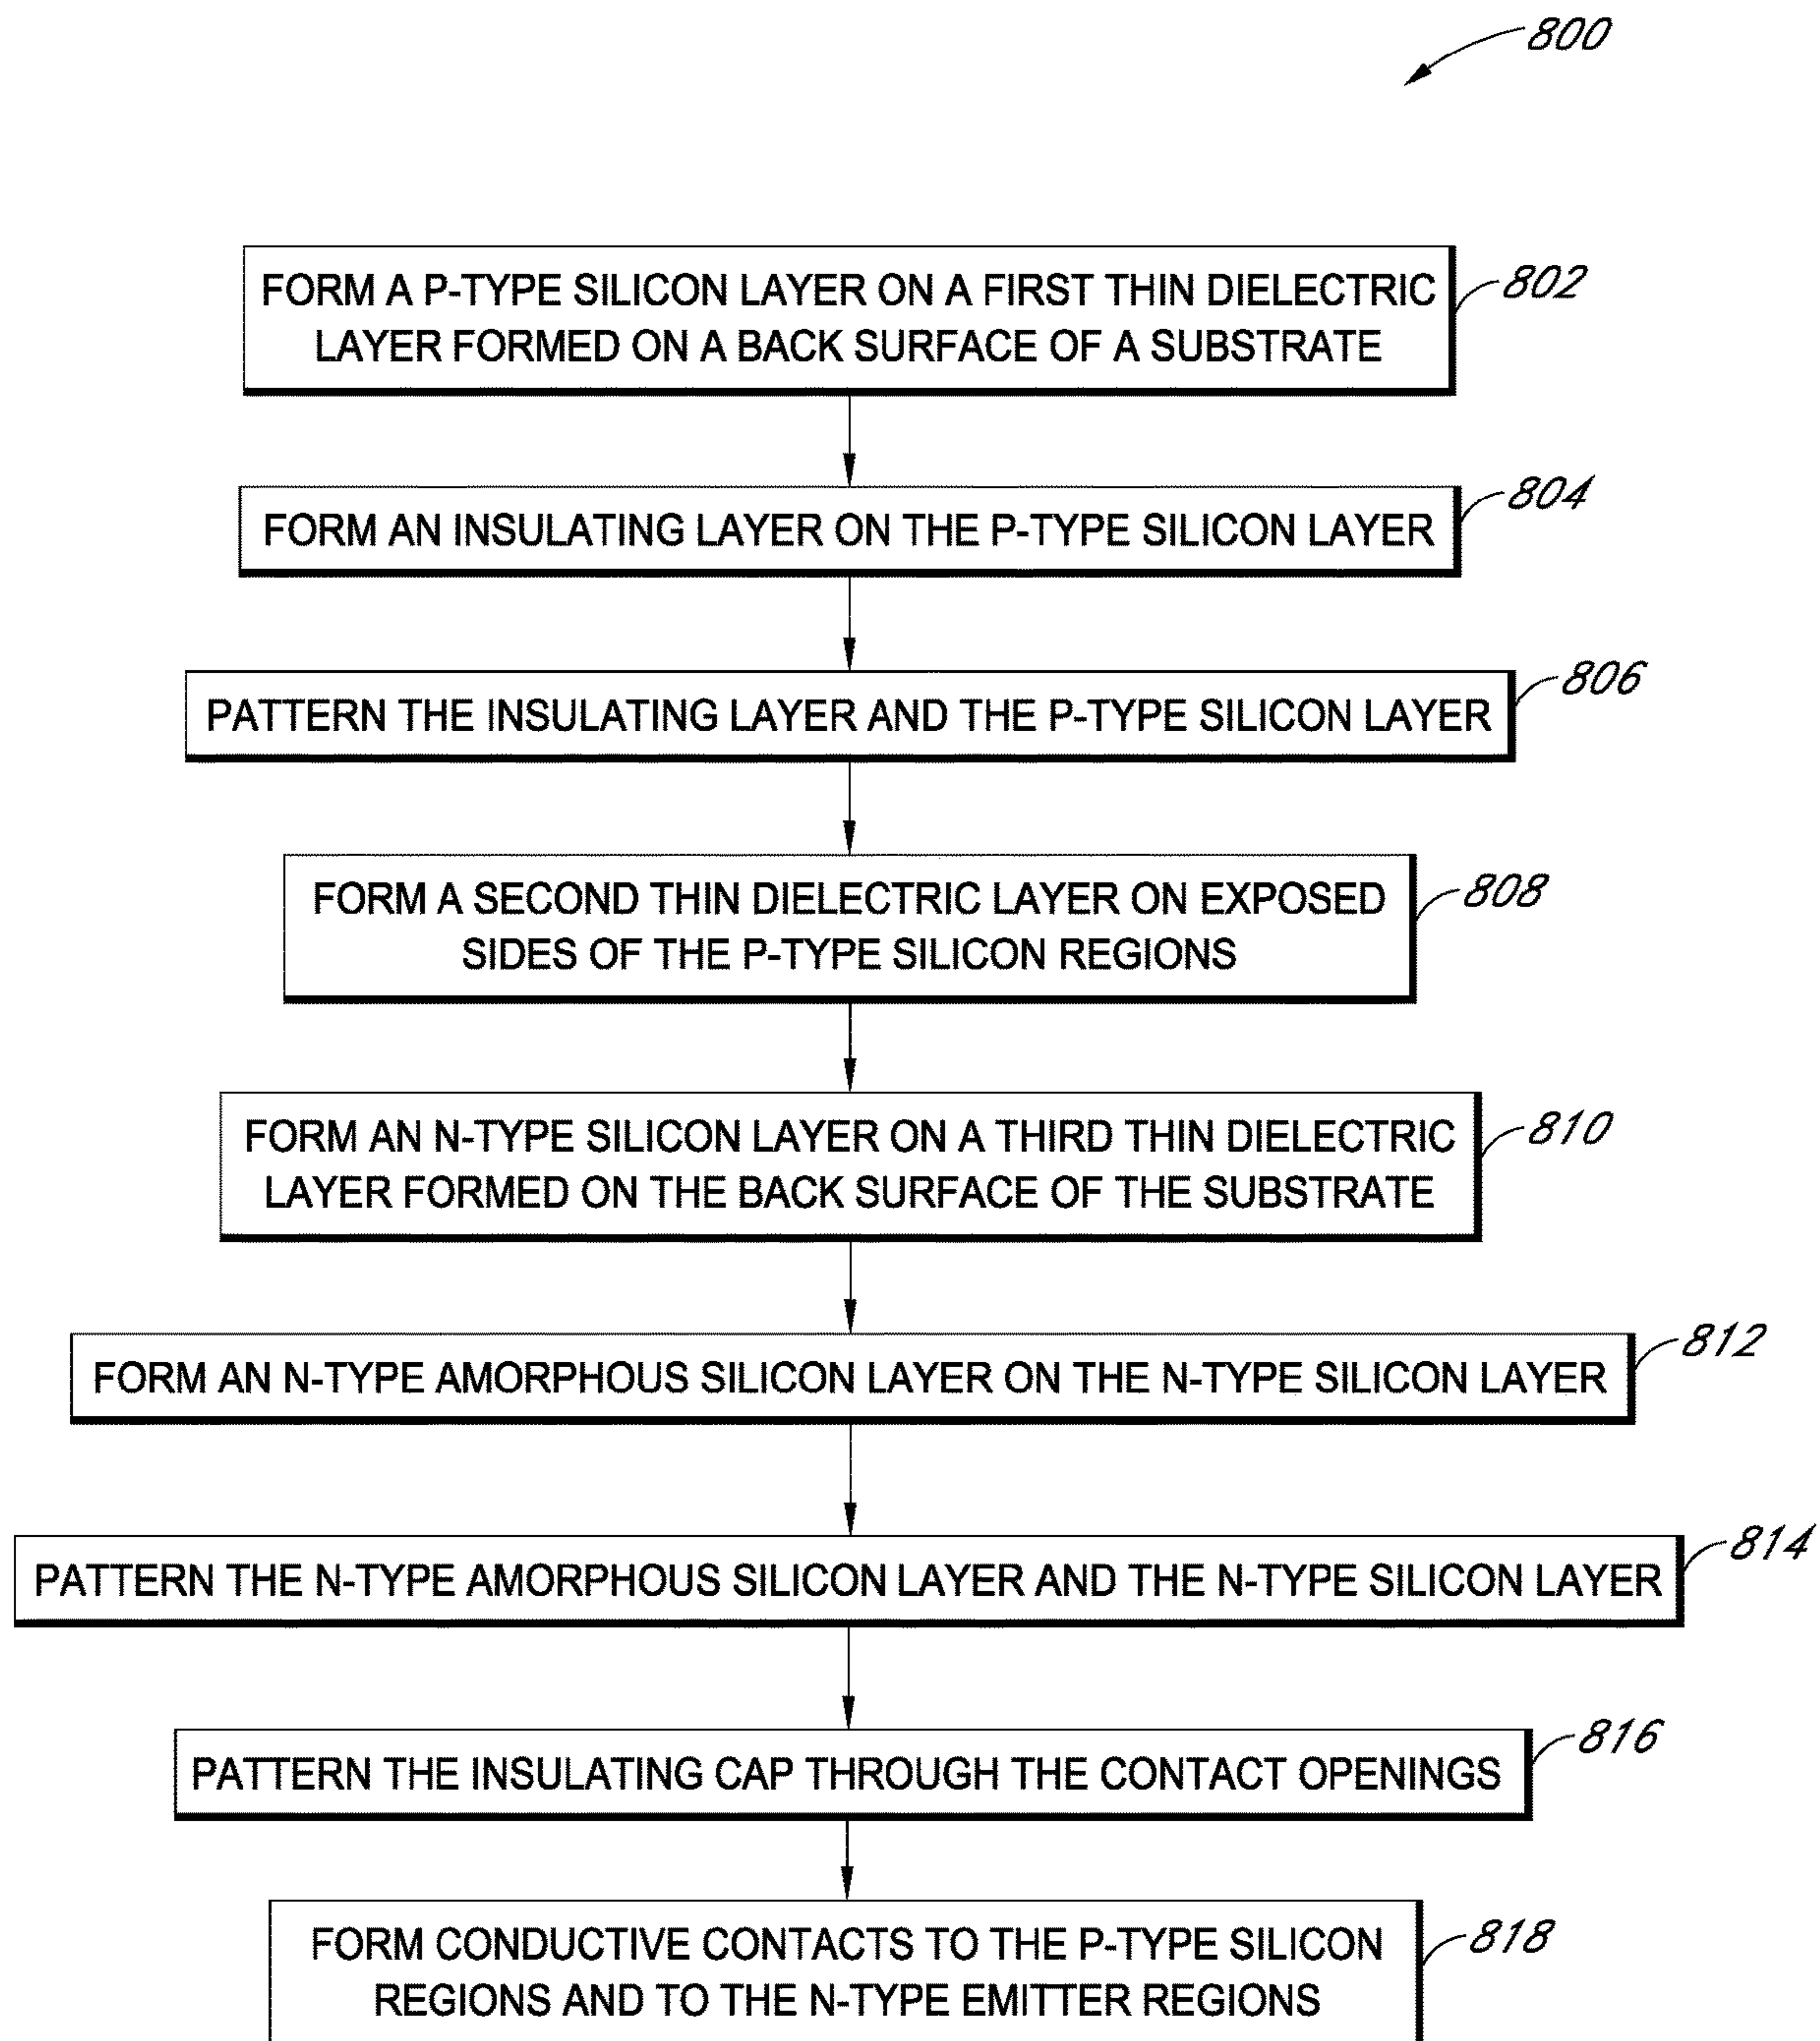 800
FORM A P-TYPE SILICON LAYER ON A FIRST THIN DIELECTRIC
LAYER FORMED ON A BACK SURFACE OF A SUBSTRATE
802
FORM AN INSULATING LAYER ON THE P-TYPE SILICON LAYER
804
PATTERN THE INSULATING LAYER AND THE P-TYPE SILICON LAYER
806
FORM A SECOND THIN DIELECTRIC LAYER ON EXPOSED
SIDES OF THE P-TYPE SILICON REGIONS
808
FORM AN N-TYPE SILICON LAYER ON A THIRD THIN DIELECTRIC
LAYER FORMED ON THE BACK SURFACE OF THE SUBSTRATE
810
FORM AN N-TYPE AMORPHOUS SILICON LAYER ON THE N-TYPE SILICON LAYER
812
PATTERN THE N-TYPE AMORPHOUS SILICON LAYER AND THE N-TYPE SILICON LAYER
814
PATTERN THE INSULATING CAP THROUGH THE CONTACT OPENINGS
816
FORM CONDUCTIVE CONTACTS TO THE P-TYPE SILICON
REGIONS AND TO THE N-TYPE EMITTER REGIONS
818